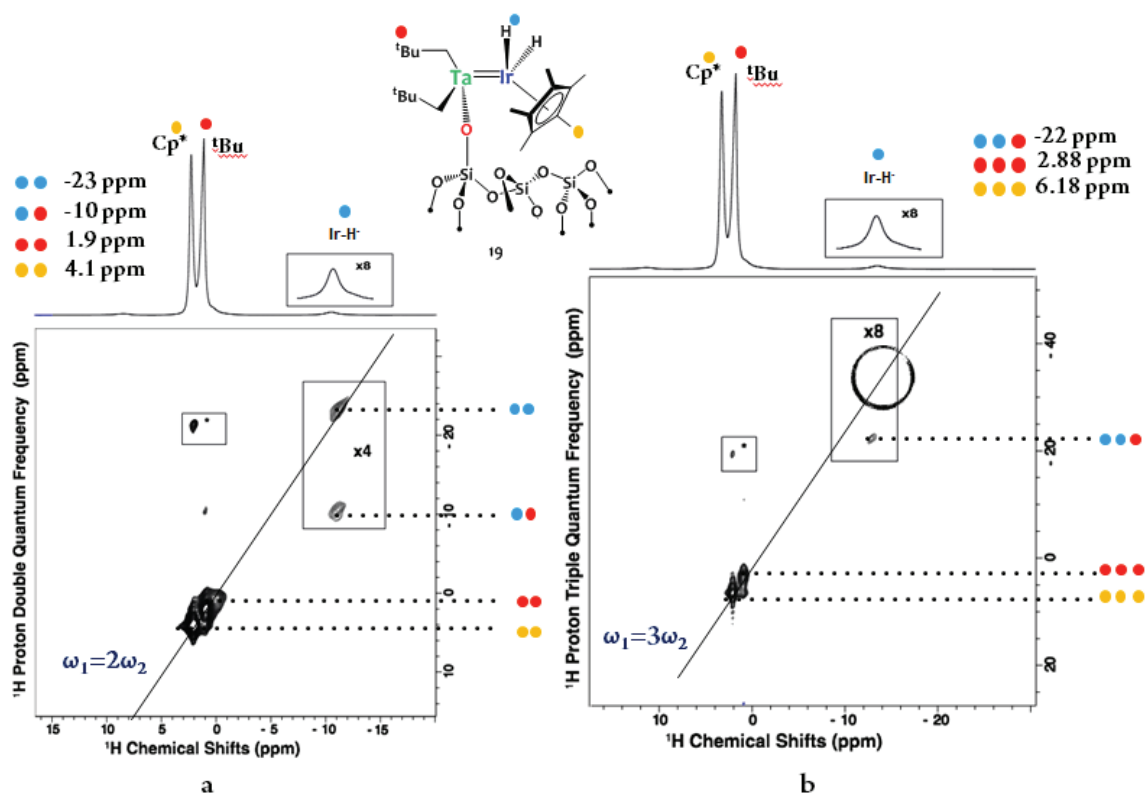 H
H
tBu
Ta
Ir
tBu
O
O
Si
O
Si
O
Si
O
O
O
O
O
O
19
Cp*
tBu
-23 ppm
-10 ppm
1.9 ppm
4.1 ppm
Ir-H-
x8
x4
*
ω1=2ω2
1H Proton Double Quantum Frequency (ppm)
-20
-10
0
10
15
10
5
0
-5
-10
-15
1H Chemical Shifts (ppm)
a
Cp*
tBu
-22 ppm
2.88 ppm
6.18 ppm
Ir-H-
x8
x8
*
ω1=3ω2
1H Proton Triple Quantum Frequency (ppm)
-40
-20
0
20
10
0
-10
-20
1H Chemical Shifts (ppm)
b